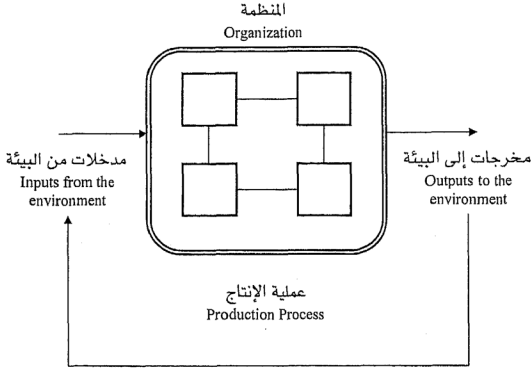 المنظمة
Organization
مدخلات من البيئة
Inputs from the
environment
مخرجات إلى البيئة
Outputs to the
environment
عملية الإنتاج
Production Process